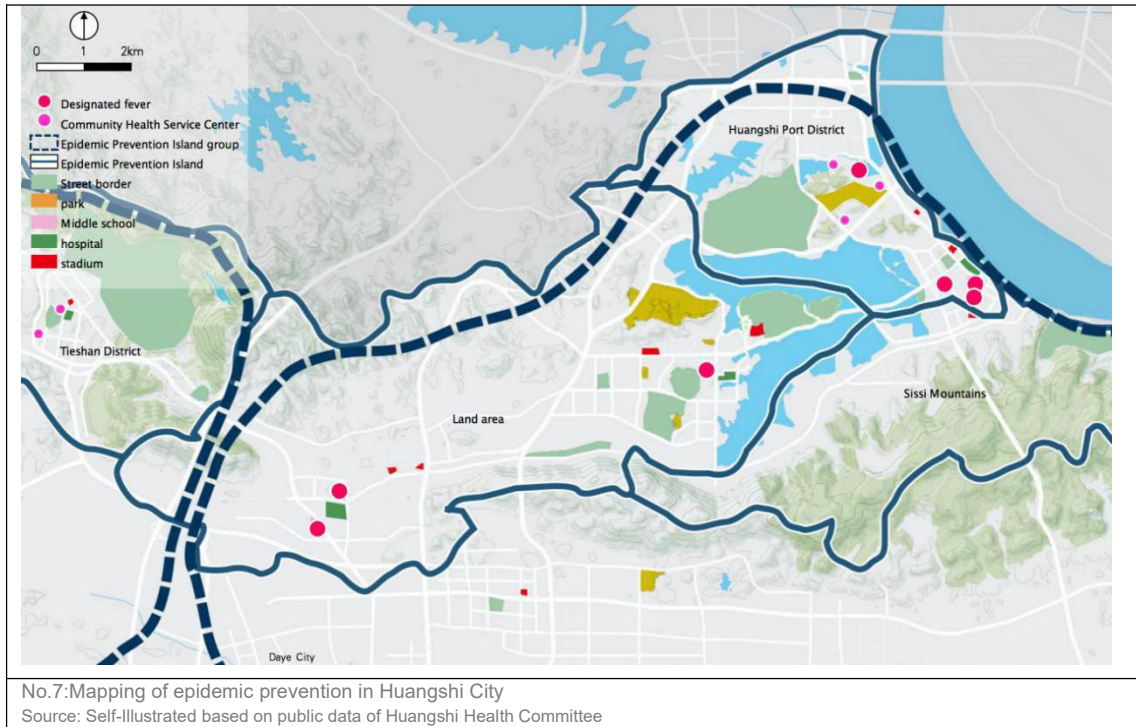 0 1 2km
Designated fever
Community Health Service Center
Epidemic Prevention Island group
Epidemic Prevention Island
Street border
park
Middle school
hospital
stadium
Huangshi Port District
Tieshan District
Land area
Sissi Mountains
Daye City
No.7:Mapping of epidemic prevention in Huangshi City
Source: Self-Illustrated based on public data of Huangshi Health Committee